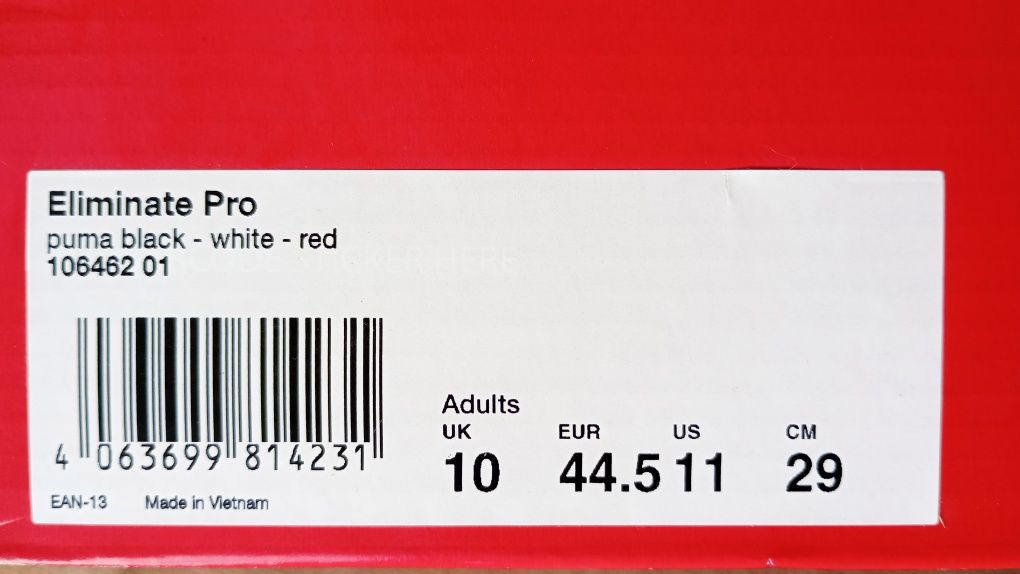 Eliminate Pro
puma black - white - red
106462 01
4 063699 814231
EAN-13 Made in Vietnam
Adults
UK EUR US CM
10 44.5 11 29